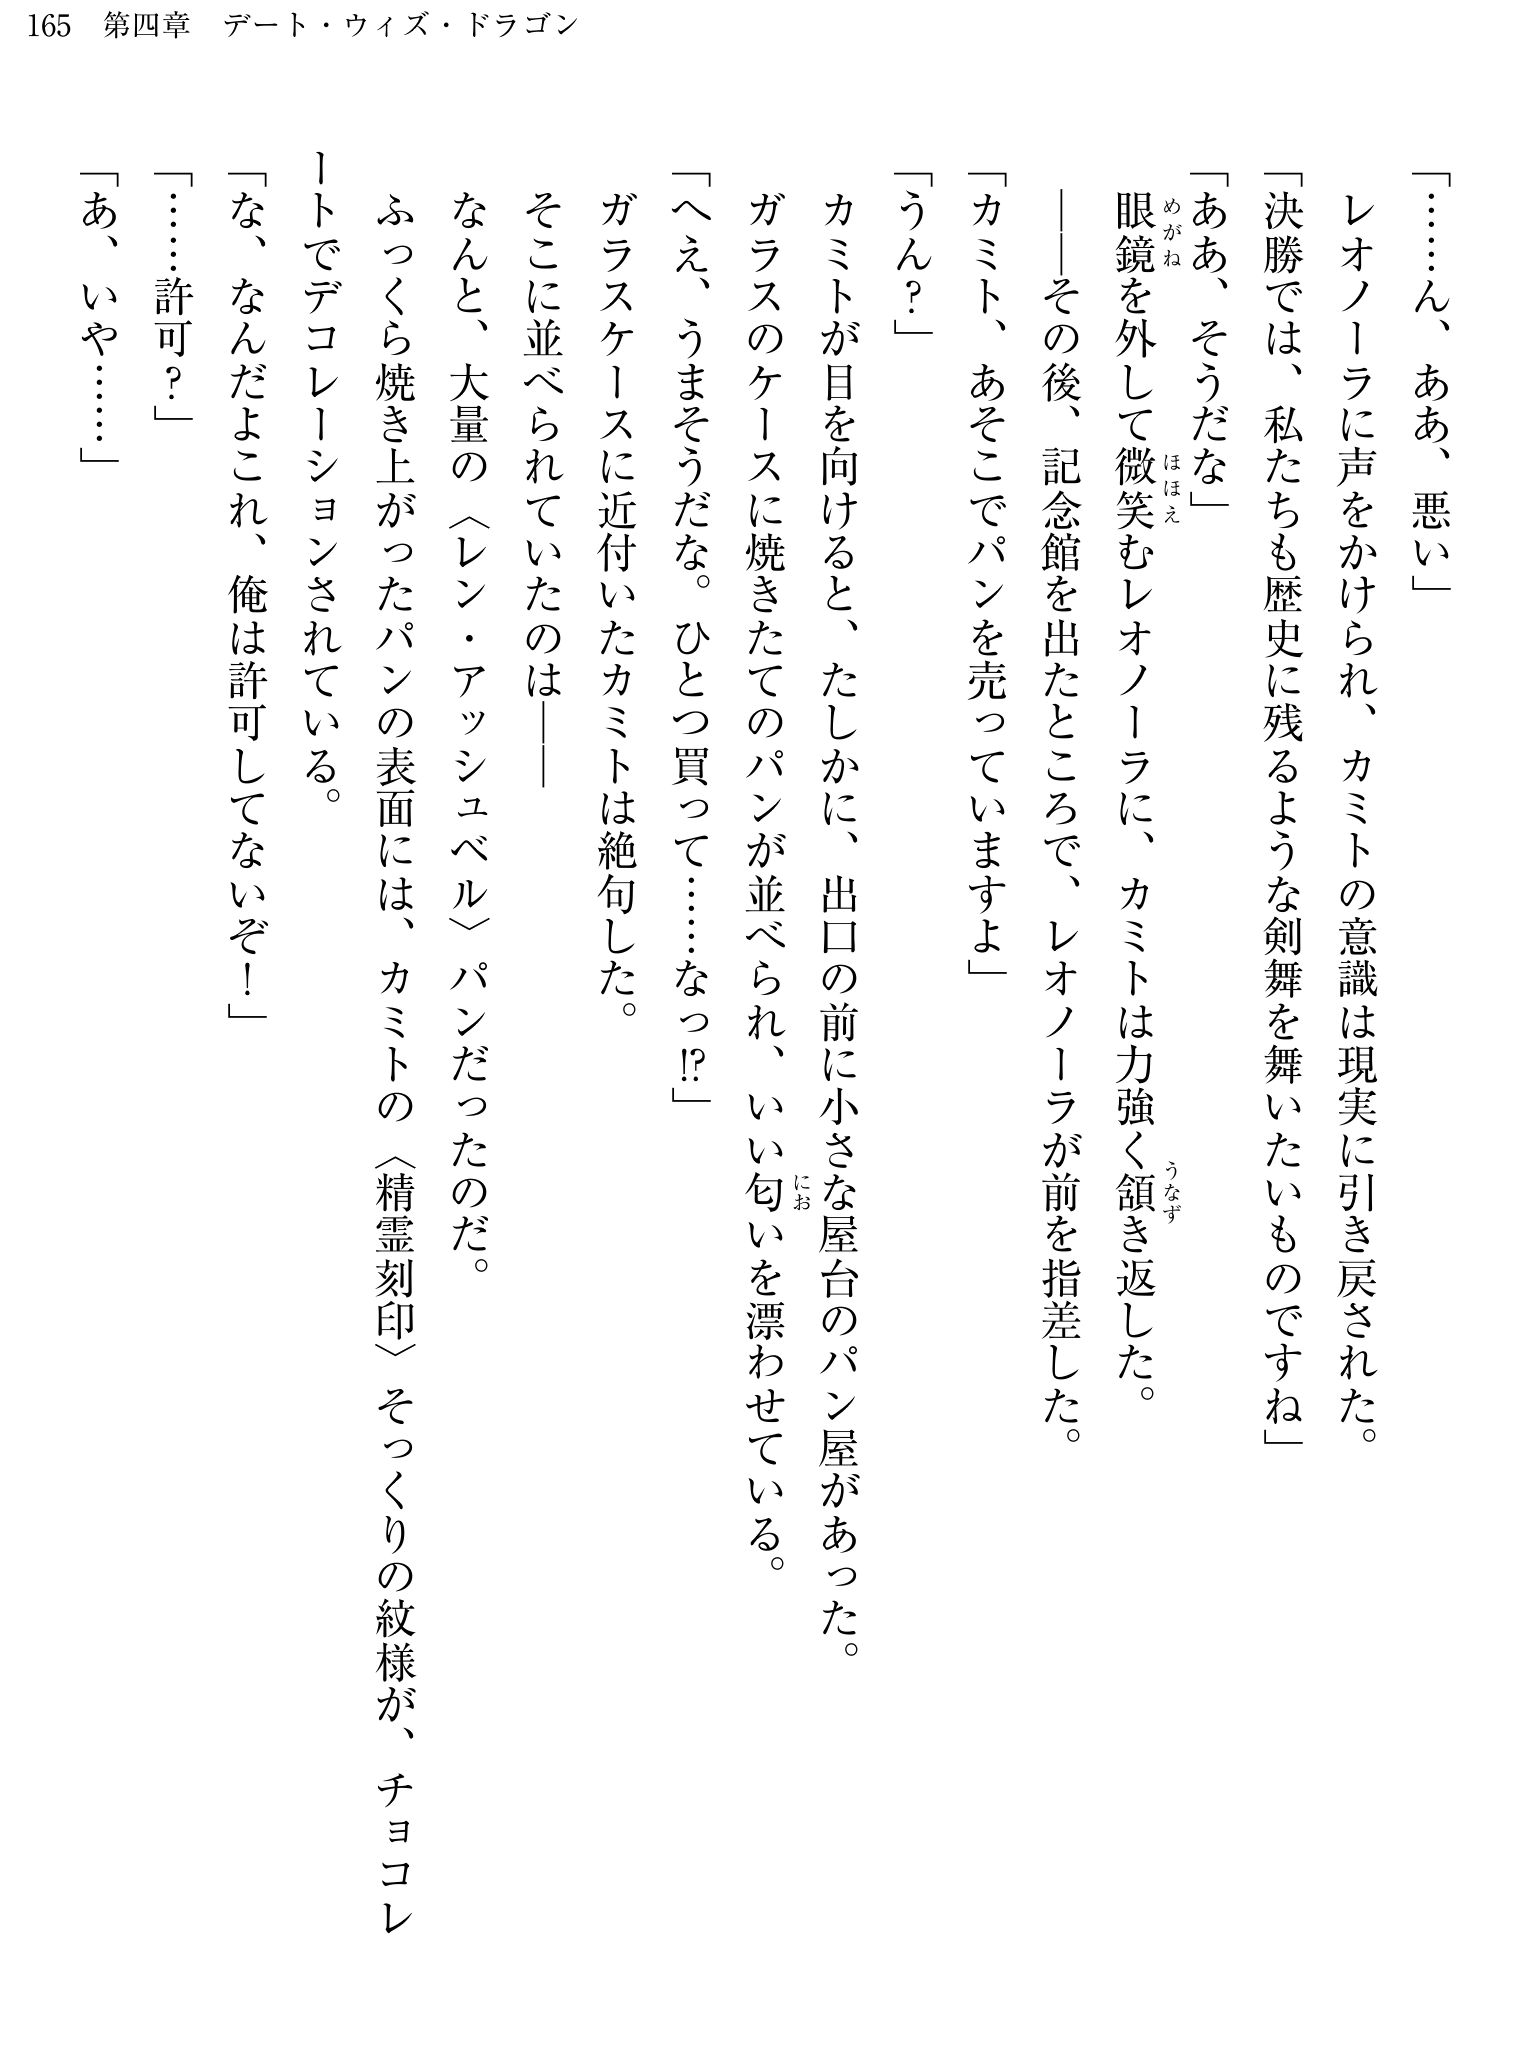 165　第四章　デート・ウィズ・ドラゴン
「……ん、ああ、悪い」
　レオノーラに声をかけられ、カミトの意識は現実に引き戻された。
「決勝では、私たちも歴史に残るような剣舞を舞いたいものですね」
「ああ、そうだな」
　眼鏡を外して微笑むレオノーラに、カミトは力強く頷き返した。
　――その後、記念館を出たところで、レオノーラが前を指差した。
「カミト、あそこでパンを売っていますよ」
「うん？」
　カミトが目を向けると、たしかに、出口の前に小さな屋台のパン屋があった。
　ガラスのケースに焼きたてのパンが並べられ、いい匂いを漂わせている。
「へえ、うまそうだな。ひとつ買って……なっ!?」
　ガラスケースに近付いたカミトは絶句した。
　そこに並べられていたのは――
　なんと、大量の〈レン・アッシュベル〉パンだったのだ。
　ふっくら焼き上がったパンの表面には、カミトの〈精霊刻印〉そっくりの紋様が、チョコレ
ートでデコレーションされている。
「な、なんだよこれ、俺は許可してないぞ！」
「……許可？」
「あ、いや……」